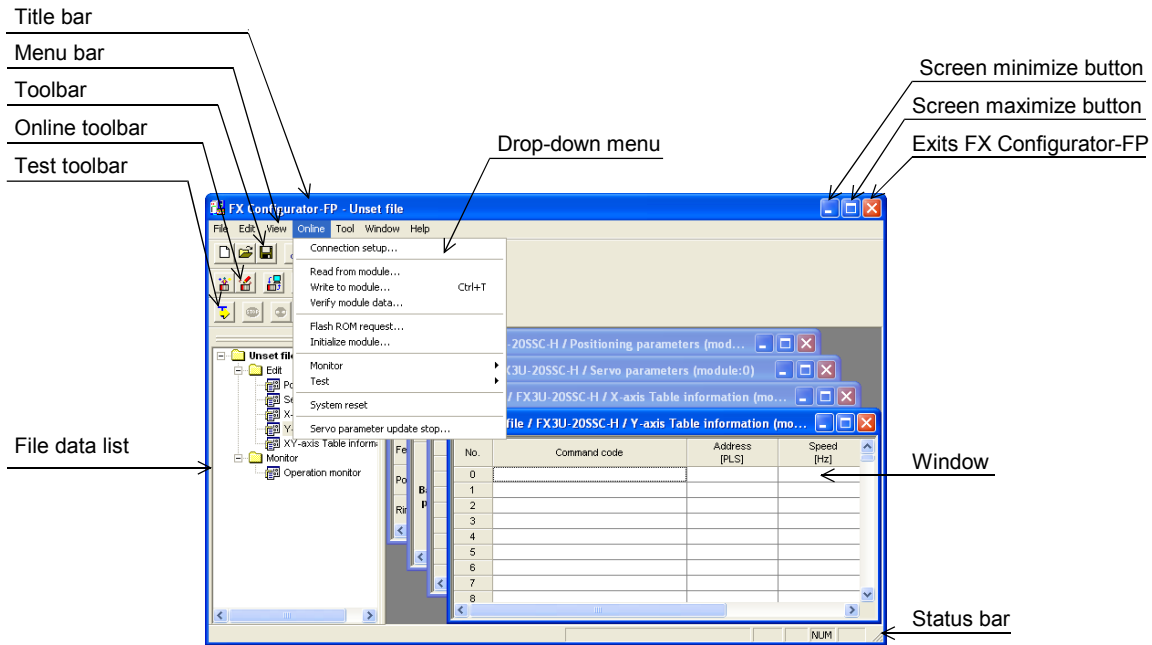 Title bar
Menu bar
Toolbar
Online toolbar
Test toolbar
Drop-down menu
Screen minimize button
Screen maximize button
Exits FX Configurator-FP
FX Configurator-FP - Unset file
File Edit View Online Tool Window Help
Connection setup...
Read from module...
Write to module... Ctrl+T
Verify module data...
Flash ROM request...
Initialize module...
Monitor
Test
System reset
Servo parameter update stop...
Unset file
Edit
Po
Se
X-
Y-
XY-axis Table inform
Monitor
Operation monitor
-20SSC-H / Positioning parameters (mod...
X3U-20SSC-H / Servo parameters (module:0)
/ FX3U-20SSC-H / X-axis Table information (mo...
file / FX3U-20SSC-H / Y-axis Table information (mo...
Fe
Po
Rin
B
P
No. Command code Address [PLS] Speed [Hz]
0
1
2
3
4
5
6
7
8
NUM
File data list
Window
Status bar